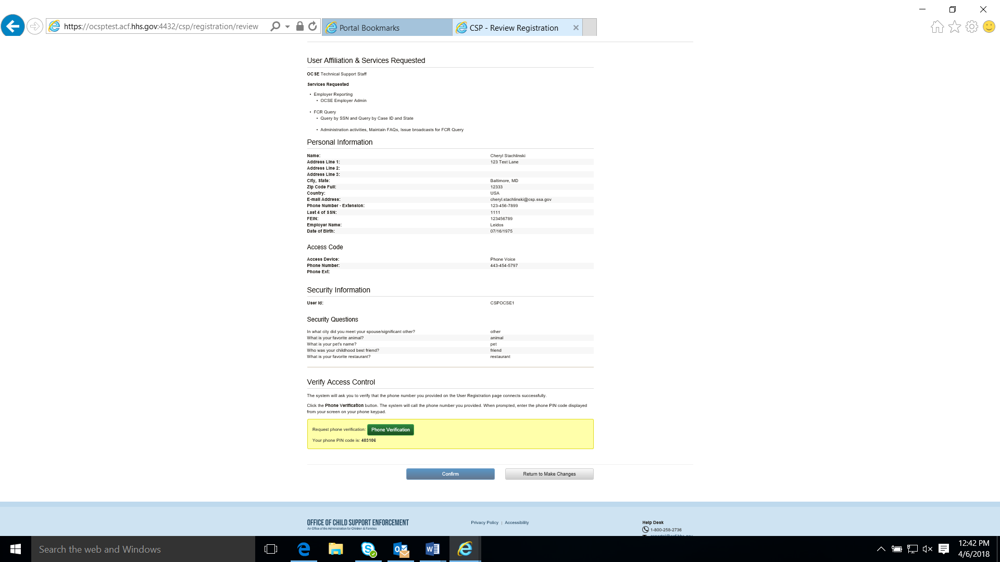 https://ocsptest.acf.hhs.gov:4432/csp/registration/review
Portal Bookmarks
CSP - Review Registration
User Affiliation & Services Requested
OCSE Technical Support Staff
Services Requested
• Employer Reporting
• OCSE Employer Admin
• FCR Query
• Query by SSN and Query by Case ID and State
• Administration activities, Maintain FAQs, Issue broadcasts for FCR Query
Personal Information
Name: Cheryl Stachlinski
Address Line 1: 123 Test Lane
Address Line 2:
Address Line 3:
City, State: Baltimore, MD
Zip Code Full: 12333
Country: USA
E-mail Address: cheryl.stachlinski@csp.ssa.gov
Phone Number - Extension: 123-456-7899
Last 4 of SSN: 1111
FEIN: 123456789
Employer Name: Leidos
Date of Birth: 07/16/1975
Access Code
Access Device: Phone Voice
Phone Number: 443-454-5797
Phone Ext:
Security Information
User Id: CSPOCSE1
Security Questions
In what city did you meet your spouse/significant other? other
What is your favorite animal? animal
What is your pet's name? pet
Who was your childhood best friend? friend
What is your favorite restaurant? restaurant
Verify Access Control
The system will ask you to verify that the phone number you provided on the User Registration page connects successfully.
Click the Phone Verification button. The system will call the phone number you provided. When prompted, enter the phone PIN code displayed
from your screen on your phone keypad.
Request phone verification: Phone Verification
Your phone PIN code is: 403106
Confirm
Return to Make Changes
OFFICE OF CHILD SUPPORT ENFORCEMENT
An Office of the Administration for Children & Families
Privacy Policy | Accessibility
Help Desk
1-800-258-2736
Search the web and Windows
12:42 PM
4/6/2018